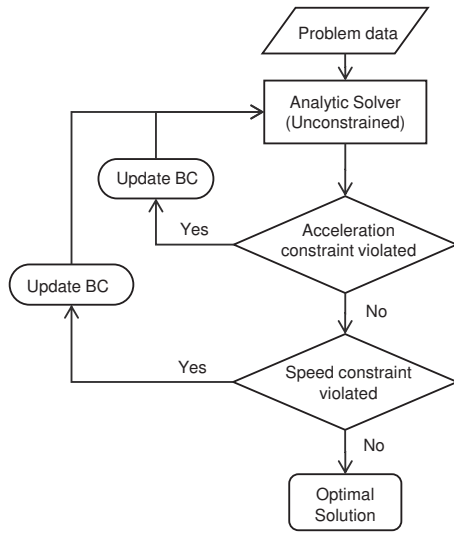 Problem data
Analytic Solver
(Unconstrained)
Update BC
Yes
Acceleration
constraint violated
Update BC
No
Yes
Speed constraint
violated
No
Optimal
Solution